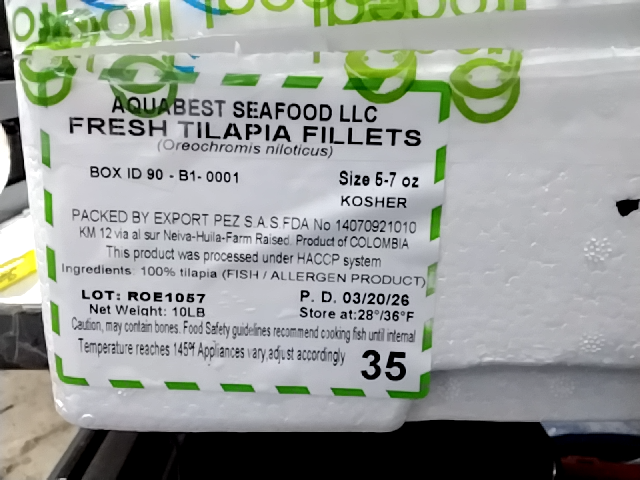 AQUABEST SEAFOOD LLC
FRESH TILAPIA FILLETS
(Oreochromis niloticus)
BOX ID 90 - B1- 0001
Size 5-7 oz
KOSHER
PACKED BY EXPORT PEZ S.A.S.FDA No 14070921010
KM 12 via al sur Neiva-Huila-Farm Raised. Product of COLOMBIA
This product was processed under HACCP system
Ingredients: 100% tilapia (FISH / ALLERGEN PRODUCT)
LOT: ROE1057
P. D. 03/20/26
Net Weight: 10LB
Store at:28°/36°F
Caution, may contain bones. Food Safety guidelines recommend cooking fish until internal
Temperature reaches 145°f Appliances vary,adjust accordingly
35